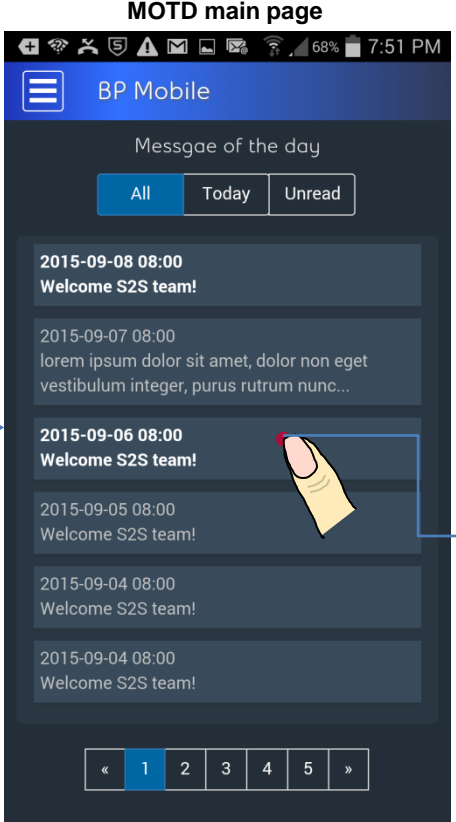 MOTD main page
68% 7:51 PM
BP Mobile
Messgae of the day
All Today Unread
2015-09-08 08:00
Welcome S2S team!
2015-09-07 08:00
lorem ipsum dolor sit amet, dolor non eget
vestibulum integer, purus rutrum nunc...
2015-09-06 08:00
Welcome S2S team!
2015-09-05 08:00
Welcome S2S team!
2015-09-04 08:00
Welcome S2S team!
2015-09-04 08:00
Welcome S2S team!
« 1 2 3 4 5 »